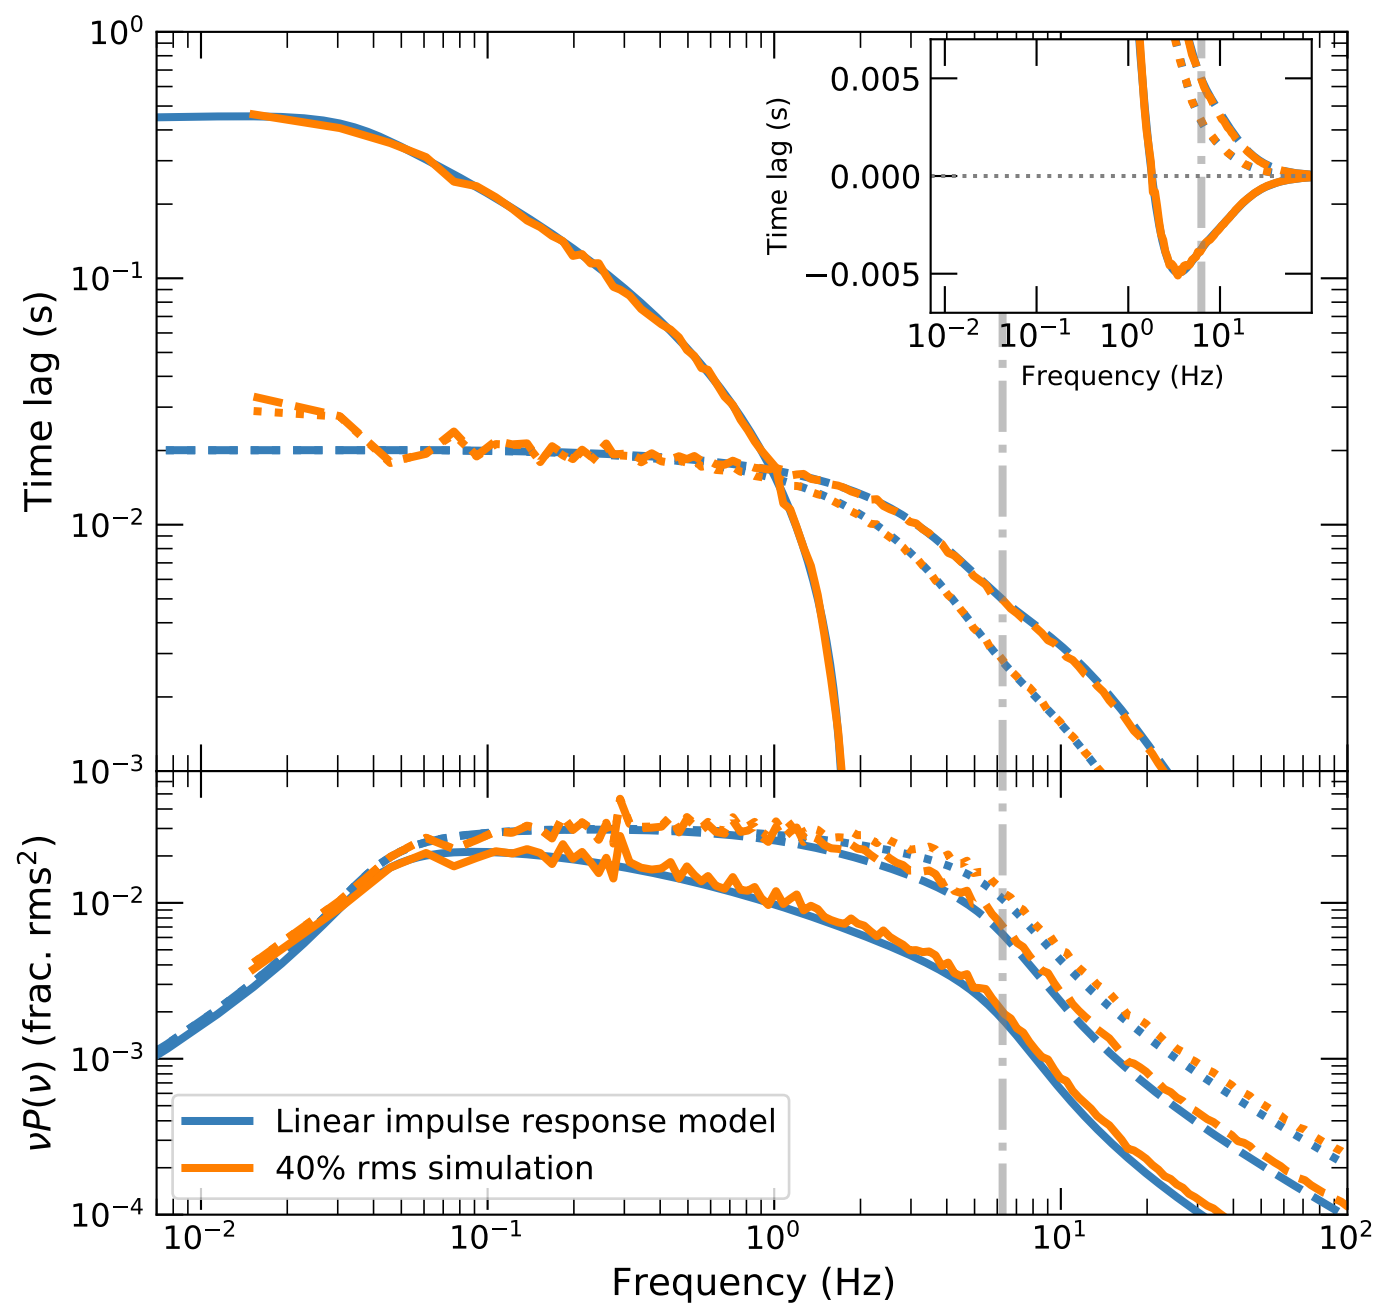 10^0
10^-1
10^-2
10^-3
Time lag (s)
0.005
0.000
−0.005
Time lag (s)
10^-2
10^-1
10^0
10^1
Frequency (Hz)
10^-2
10^-3
10^-4
νP(ν) (frac. rms^2)
Linear impulse response model
40% rms simulation
10^-2
10^-1
10^0
10^1
10^2
Frequency (Hz)